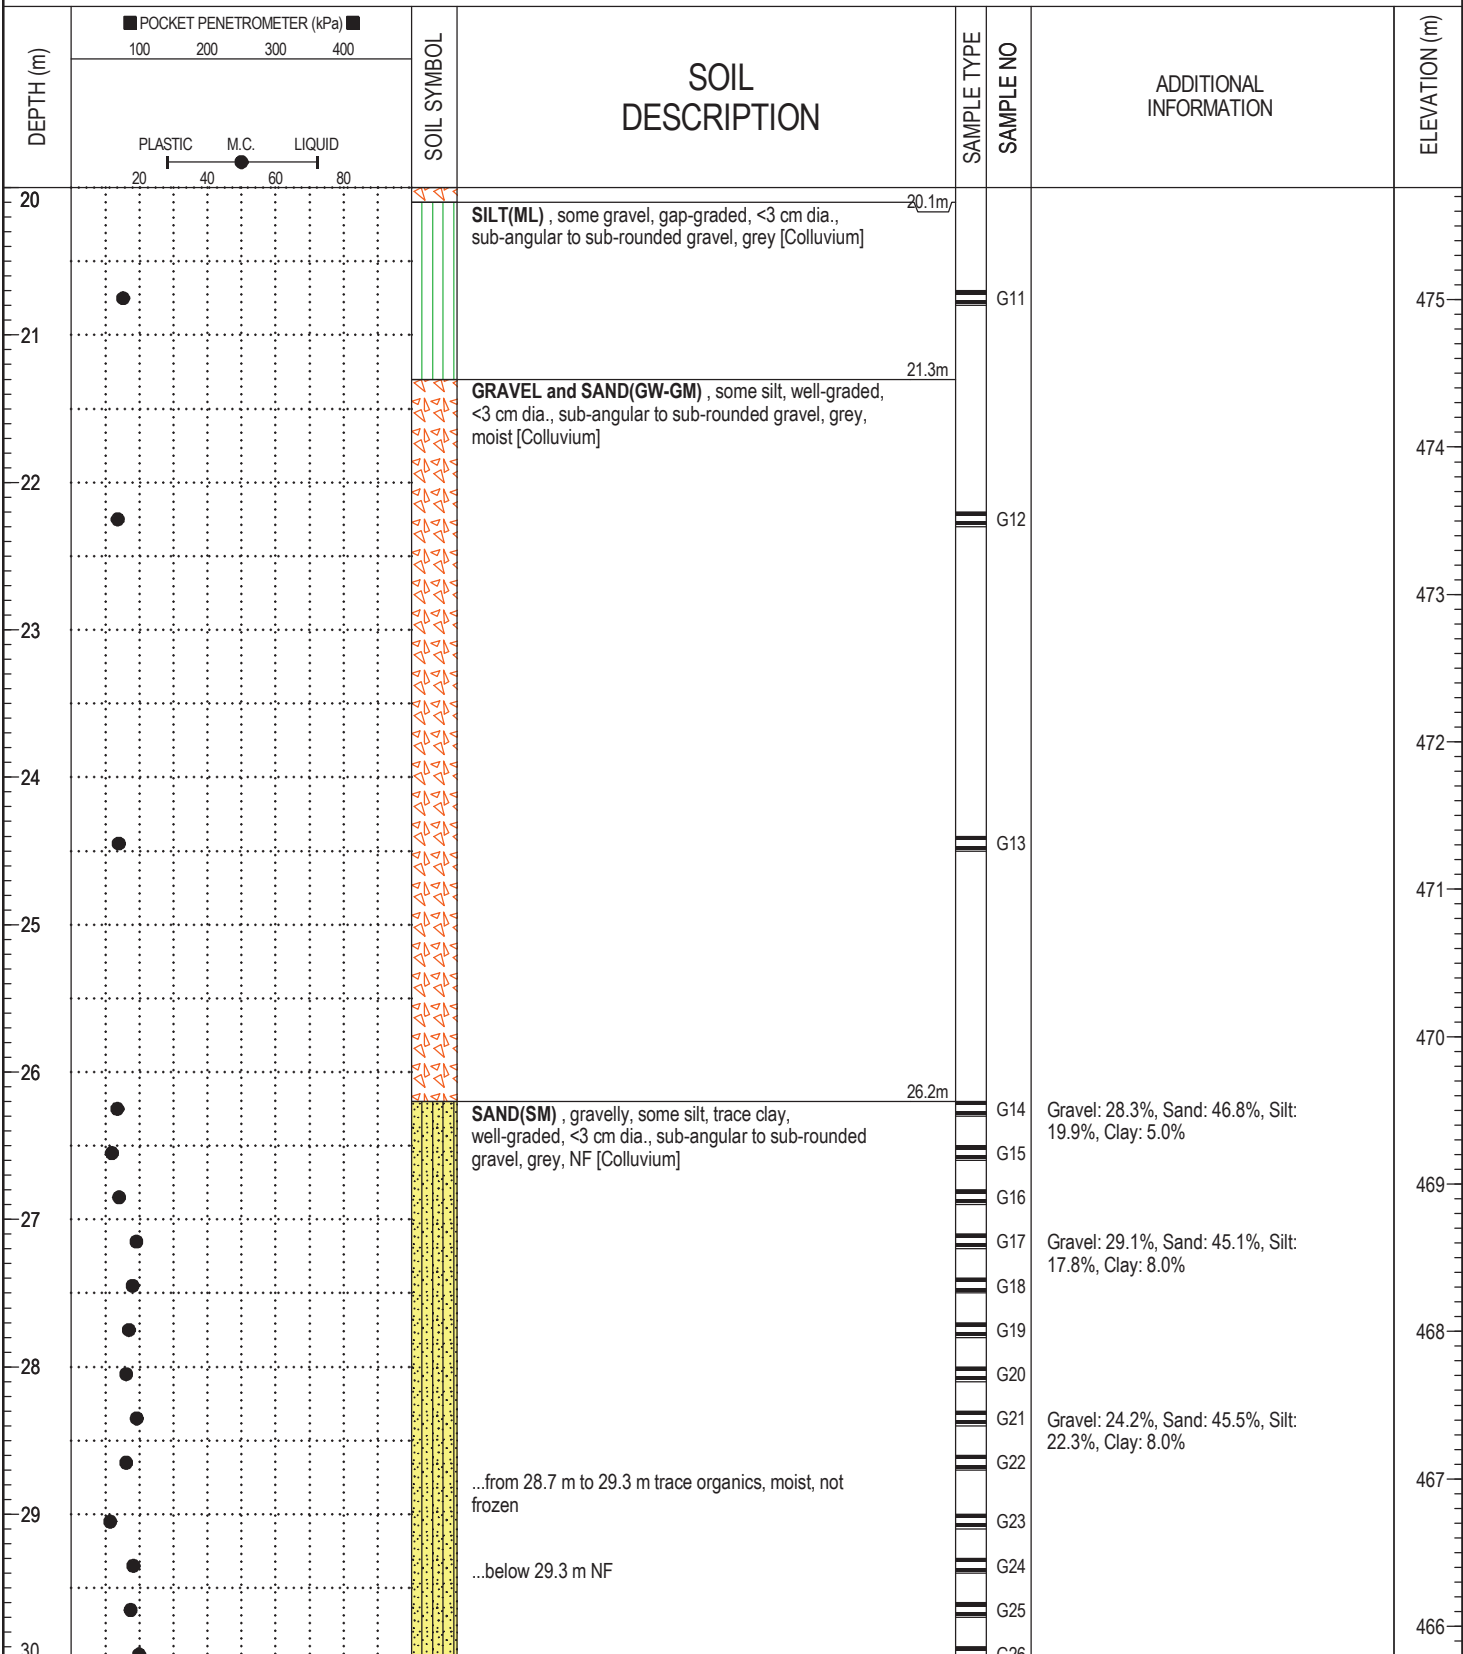 POCKET PENETROMETER (kPa)
100 200 300 400
DEPTH (m)
PLASTIC M.C. LIQUID
20 40 60 80
SOIL SYMBOL
SOIL
DESCRIPTION
SAMPLE TYPE
SAMPLE NO
ADDITIONAL
INFORMATION
ELEVATION (m)
20
20.1m
SILT(ML) , some gravel, gap-graded, <3 cm dia.,
sub-angular to sub-rounded gravel, grey [Colluvium]
G11
475
21
21.3m
GRAVEL and SAND(GW-GM) , some silt, well-graded,
<3 cm dia., sub-angular to sub-rounded gravel, grey,
moist [Colluvium]
474
22
G12
473
23
472
24
G13
471
25
470
26
26.2m
SAND(SM) , gravelly, some silt, trace clay,
well-graded, <3 cm dia., sub-angular to sub-rounded
gravel, grey, NF [Colluvium]
G14
Gravel: 28.3%, Sand: 46.8%, Silt:
19.9%, Clay: 5.0%
G15
G16
469
27
G17
Gravel: 29.1%, Sand: 45.1%, Silt:
17.8%, Clay: 8.0%
G18
G19
468
28
G20
G21
Gravel: 24.2%, Sand: 45.5%, Silt:
22.3%, Clay: 8.0%
G22
467
...from 28.7 m to 29.3 m trace organics, moist, not
frozen
29
G23
G24
...below 29.3 m NF
G25
466
30
G26